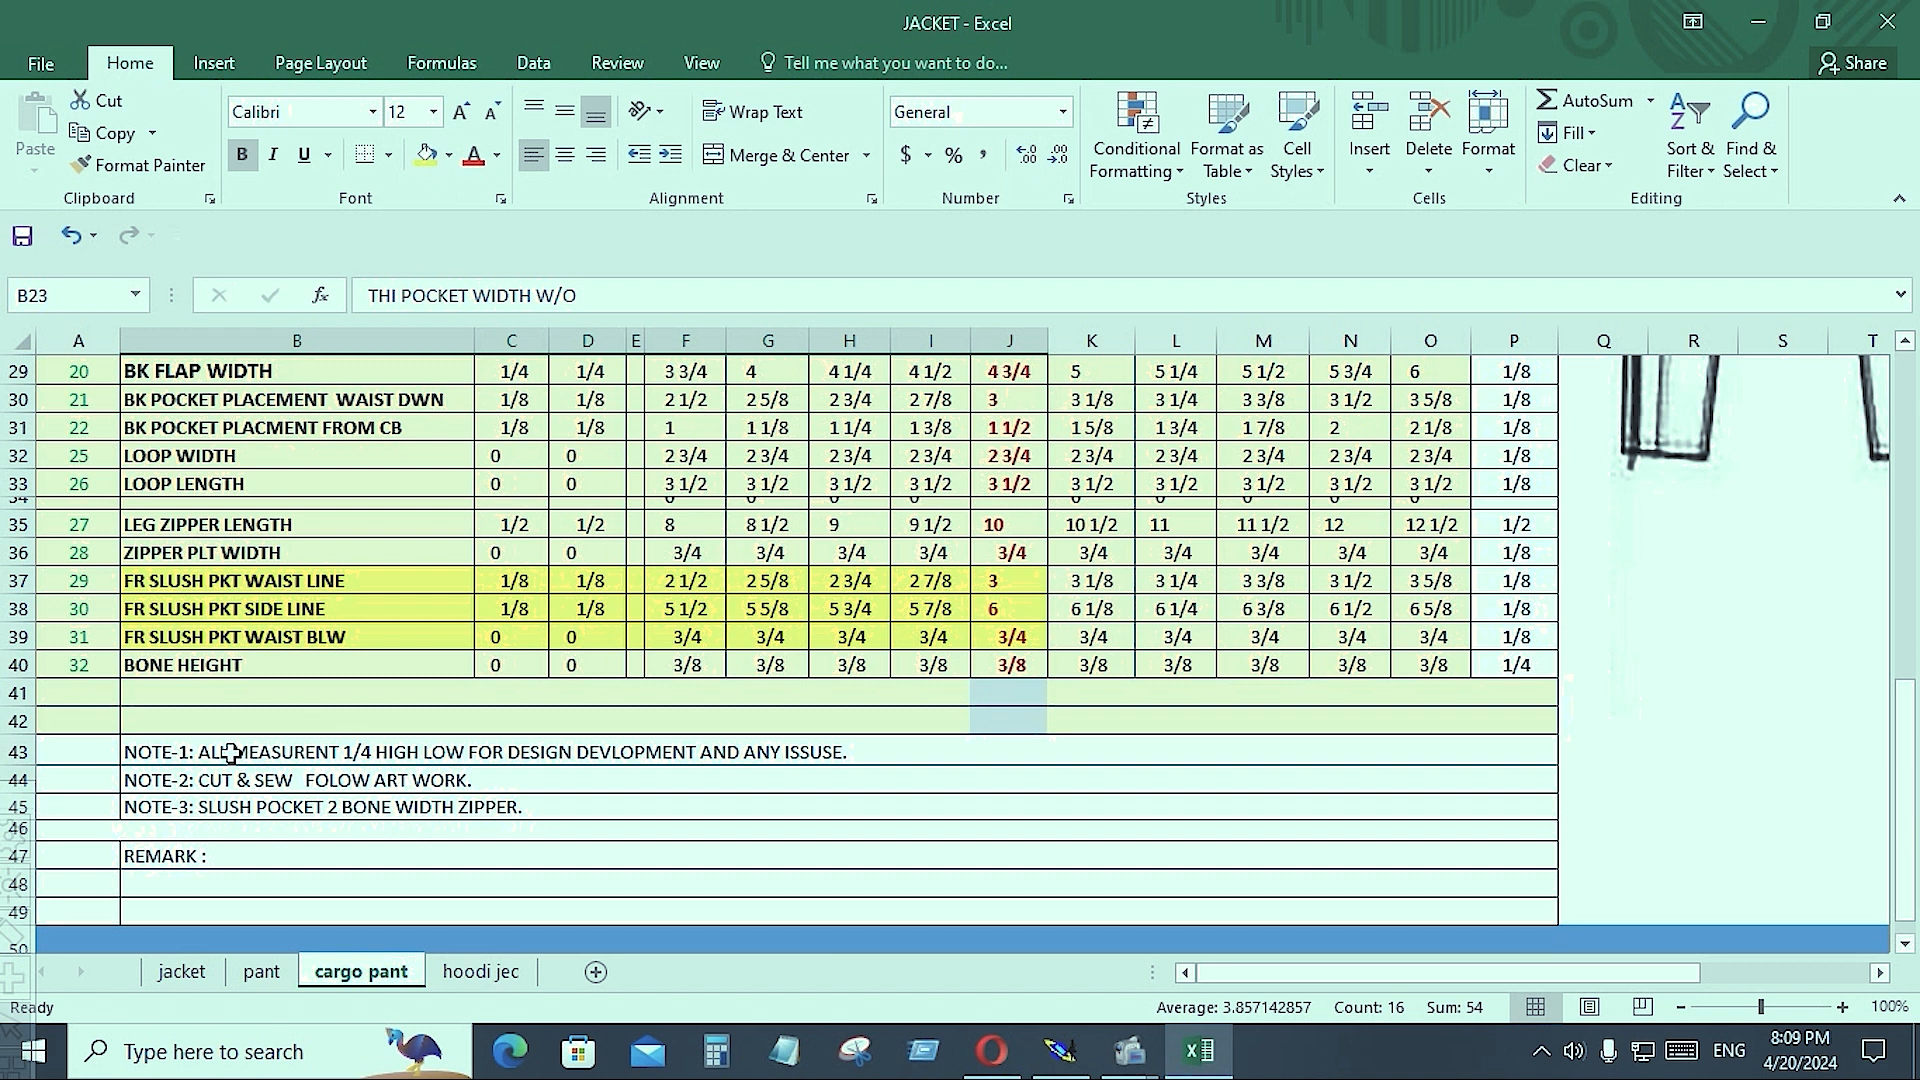 JACKET - Excel
File Home Insert Page Layout Formulas Data Review View Tell me what you want to do... Share
Paste Cut Copy Format Painter Clipboard
Calibri 12 A A B I U A Font
Wrap Text Merge & Center Alignment
General $ % , .00 Number
Conditional Formatting Format as Table Cell Styles Styles
Insert Delete Format Cells
AutoSum Fill Clear Sort & Filter Find & Select Editing
B23 fx THI POCKET WIDTH W/O
A B C D E F G H I J K L M N O P Q R S T
29 20 BK FLAP WIDTH 1/4 1/4 3 3/4 4 4 1/4 4 1/2 4 3/4 5 5 1/4 5 1/2 5 3/4 6 1/8
30 21 BK POCKET PLACEMENT WAIST DWN 1/8 1/8 2 1/2 2 5/8 2 3/4 2 7/8 3 3 1/8 3 1/4 3 3/8 3 1/2 3 5/8 1/8
31 22 BK POCKET PLACMENT FROM CB 1/8 1/8 1 1 1/8 1 1/4 1 3/8 1 1/2 1 5/8 1 3/4 1 7/8 2 2 1/8 1/8
32 25 LOOP WIDTH 0 0 2 3/4 2 3/4 2 3/4 2 3/4 2 3/4 2 3/4 2 3/4 2 3/4 2 3/4 2 3/4 1/8
33 26 LOOP LENGTH 0 0 3 1/2 3 1/2 3 1/2 3 1/2 3 1/2 3 1/2 3 1/2 3 1/2 3 1/2 3 1/2 1/8
35 27 LEG ZIPPER LENGTH 1/2 1/2 8 8 1/2 9 9 1/2 10 10 1/2 11 11 1/2 12 12 1/2 1/2
36 28 ZIPPER PLT WIDTH 0 0 3/4 3/4 3/4 3/4 3/4 3/4 3/4 3/4 3/4 3/4 1/8
37 29 FR SLUSH PKT WAIST LINE 1/8 1/8 2 1/2 2 5/8 2 3/4 2 7/8 3 3 1/8 3 1/4 3 3/8 3 1/2 3 5/8 1/8
38 30 FR SLUSH PKT SIDE LINE 1/8 1/8 5 1/2 5 5/8 5 3/4 5 7/8 6 6 1/8 6 1/4 6 3/8 6 1/2 6 5/8 1/8
39 31 FR SLUSH PKT WAIST BLW 0 0 3/4 3/4 3/4 3/4 3/4 3/4 3/4 3/4 3/4 3/4 1/8
40 32 BONE HEIGHT 0 0 3/8 3/8 3/8 3/8 3/8 3/8 3/8 3/8 3/8 3/8 1/4
41
42
43 NOTE-1: ALL MEASURENT 1/4 HIGH LOW FOR DESIGN DEVLOPMENT AND ANY ISSUSE.
44 NOTE-2: CUT & SEW FOLOW ART WORK.
45 NOTE-3: SLUSH POCKET 2 BONE WIDTH ZIPPER.
46
47 REMARK :
48
49
50
jacket pant cargo pant hoodi jec
Ready Average: 3.857142857 Count: 16 Sum: 54 100%
Type here to search ENG 8:09 PM
4/20/2024